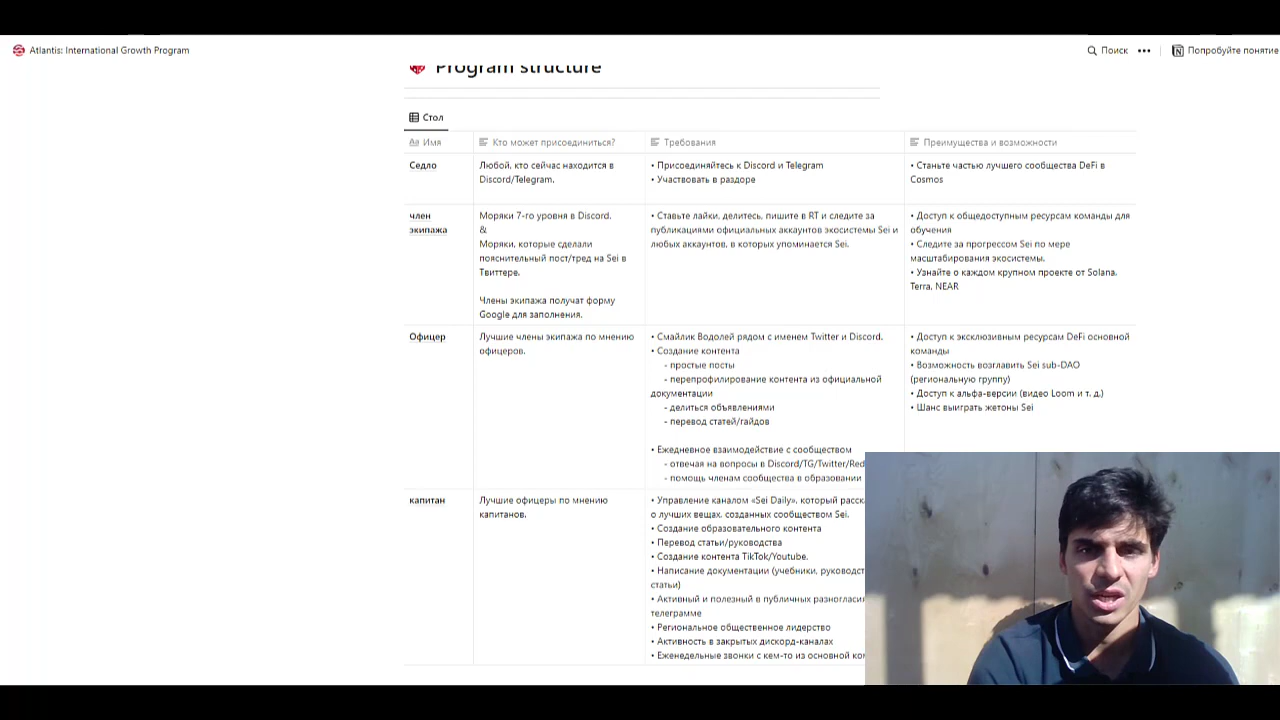 Atlantis: International Growth Program
Поиск
Попробуйте понятие
Program structure
Стол
Aa Имя
Кто может присоединиться?
Требования
Преимущества и возможности
Седло
Любой, кто сейчас находится в
Discord/Telegram.
• Присоединяйтесь к Discord и Telegram
• Участвовать в раздоре
• Станьте частью лучшего сообщества DeFi в
Cosmos
член
экипажа
Моряки 7-го уровня в Discord.
&
Моряки, которые сделали
пояснительный пост/тред на Sei в
Твиттере.
Члены экипажа получат форму
Google для заполнения.
• Ставьте лайки, делитесь, пишите в RT и следите за
публикациями официальных аккаунтов экосистемы Sei и
любых аккаунтов, в которых упоминается Sei.
• Доступ к общедоступным ресурсам команды для
обучения
• Следите за прогрессом Sei по мере
масштабирования экосистемы.
• Узнайте о каждом крупном проекте от Solana,
Terra, NEAR
Офицер
Лучшие члены экипажа по мнению
офицеров.
• Смайлик Водолей рядом с именем Twitter и Discord.
• Создание контента
- простые посты
- перепрофилирование контента из официальной
документации
- делиться объявлениями
- перевод статей/гайдов
• Ежедневное взаимодействие с сообществом
- отвечая на вопросы в Discord/TG/Twitter/Red
- помощь членам сообщества в образовании
• Доступ к эксклюзивным ресурсам DeFi основной
команды
• Возможность возглавить Sei sub-DAO
(региональную группу)
• Доступ к альфа-версии (видео Loom и т. д.)
• Шанс выиграть жетоны Sei
капитан
Лучшие офицеры по мнению
капитанов.
• Управление каналом «Sei Daily», который расск
о лучших вещах, созданных сообществом Sei.
• Создание образовательного контента
• Перевод статьи/руководства
• Создание контента TikTok/Youtube.
• Написание документации (учебники, руководст
статьи)
• Активный и полезный в публичных разногласи
телеграмме
• Региональное общественное лидерство
• Активность в закрытых дискорд-каналах
• Еженедельные звонки с кем-то из основной ко